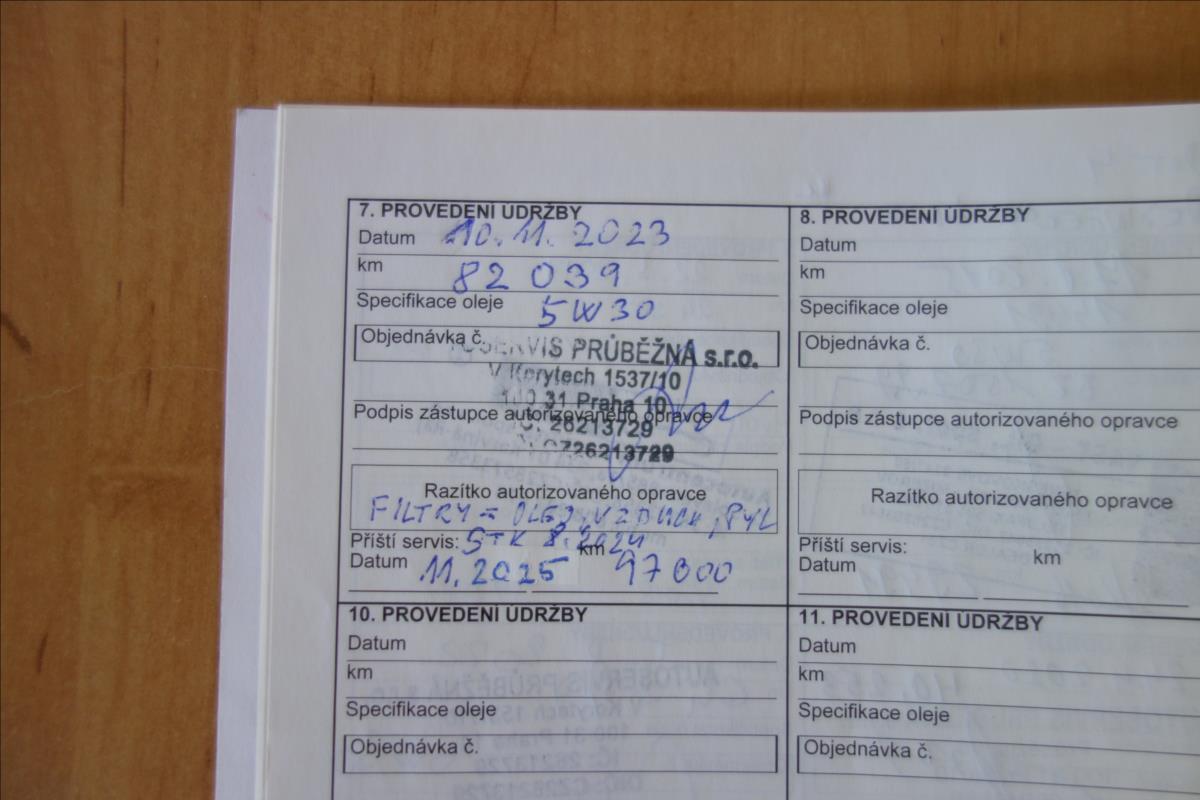 7. PROVEDENÍ ÚDRŽBY
Datum 10.11.2023
km 82 039
Specifikace oleje 5W30
Objednávka č.
SERVIS PRŮBĚŽNÁ s.r.o.
V Korytech 1537/10
31 Praha 10
Podpis zástupce autorizovaného opravce
26213729
CZ26213729
Razítko autorizovaného opravce
FILTRY = OLEJ, VZDUCH, PYL
Příští servis: STK 8.2024
km
Datum 11.2025 97000
8. PROVEDENÍ ÚDRŽBY
Datum
km
Specifikace oleje
Objednávka č.
Podpis zástupce autorizovaného opravce
Razítko autorizovaného opravce
Příští servis:
Datum km
10. PROVEDENÍ ÚDRŽBY
Datum
km
Specifikace oleje
Objednávka č.
11. PROVEDENÍ ÚDRŽBY
Datum
km
Specifikace oleje
Objednávka č.